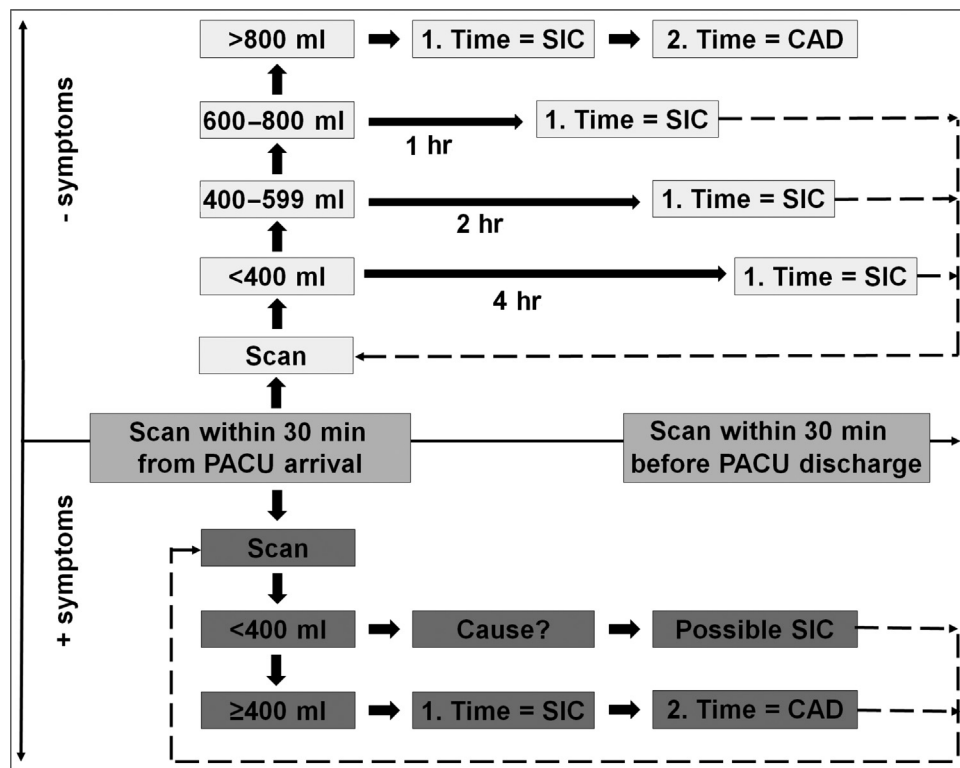 - symptoms
>800 ml
1. Time = SIC
2. Time = CAD
600–800 ml
1 hr
1. Time = SIC
400–599 ml
2 hr
1. Time = SIC
<400 ml
4 hr
1. Time = SIC
Scan
Scan within 30 min
from PACU arrival
Scan within 30 min
before PACU discharge
+ symptoms
Scan
<400 ml
Cause?
Possible SIC
≥400 ml
1. Time = SIC
2. Time = CAD